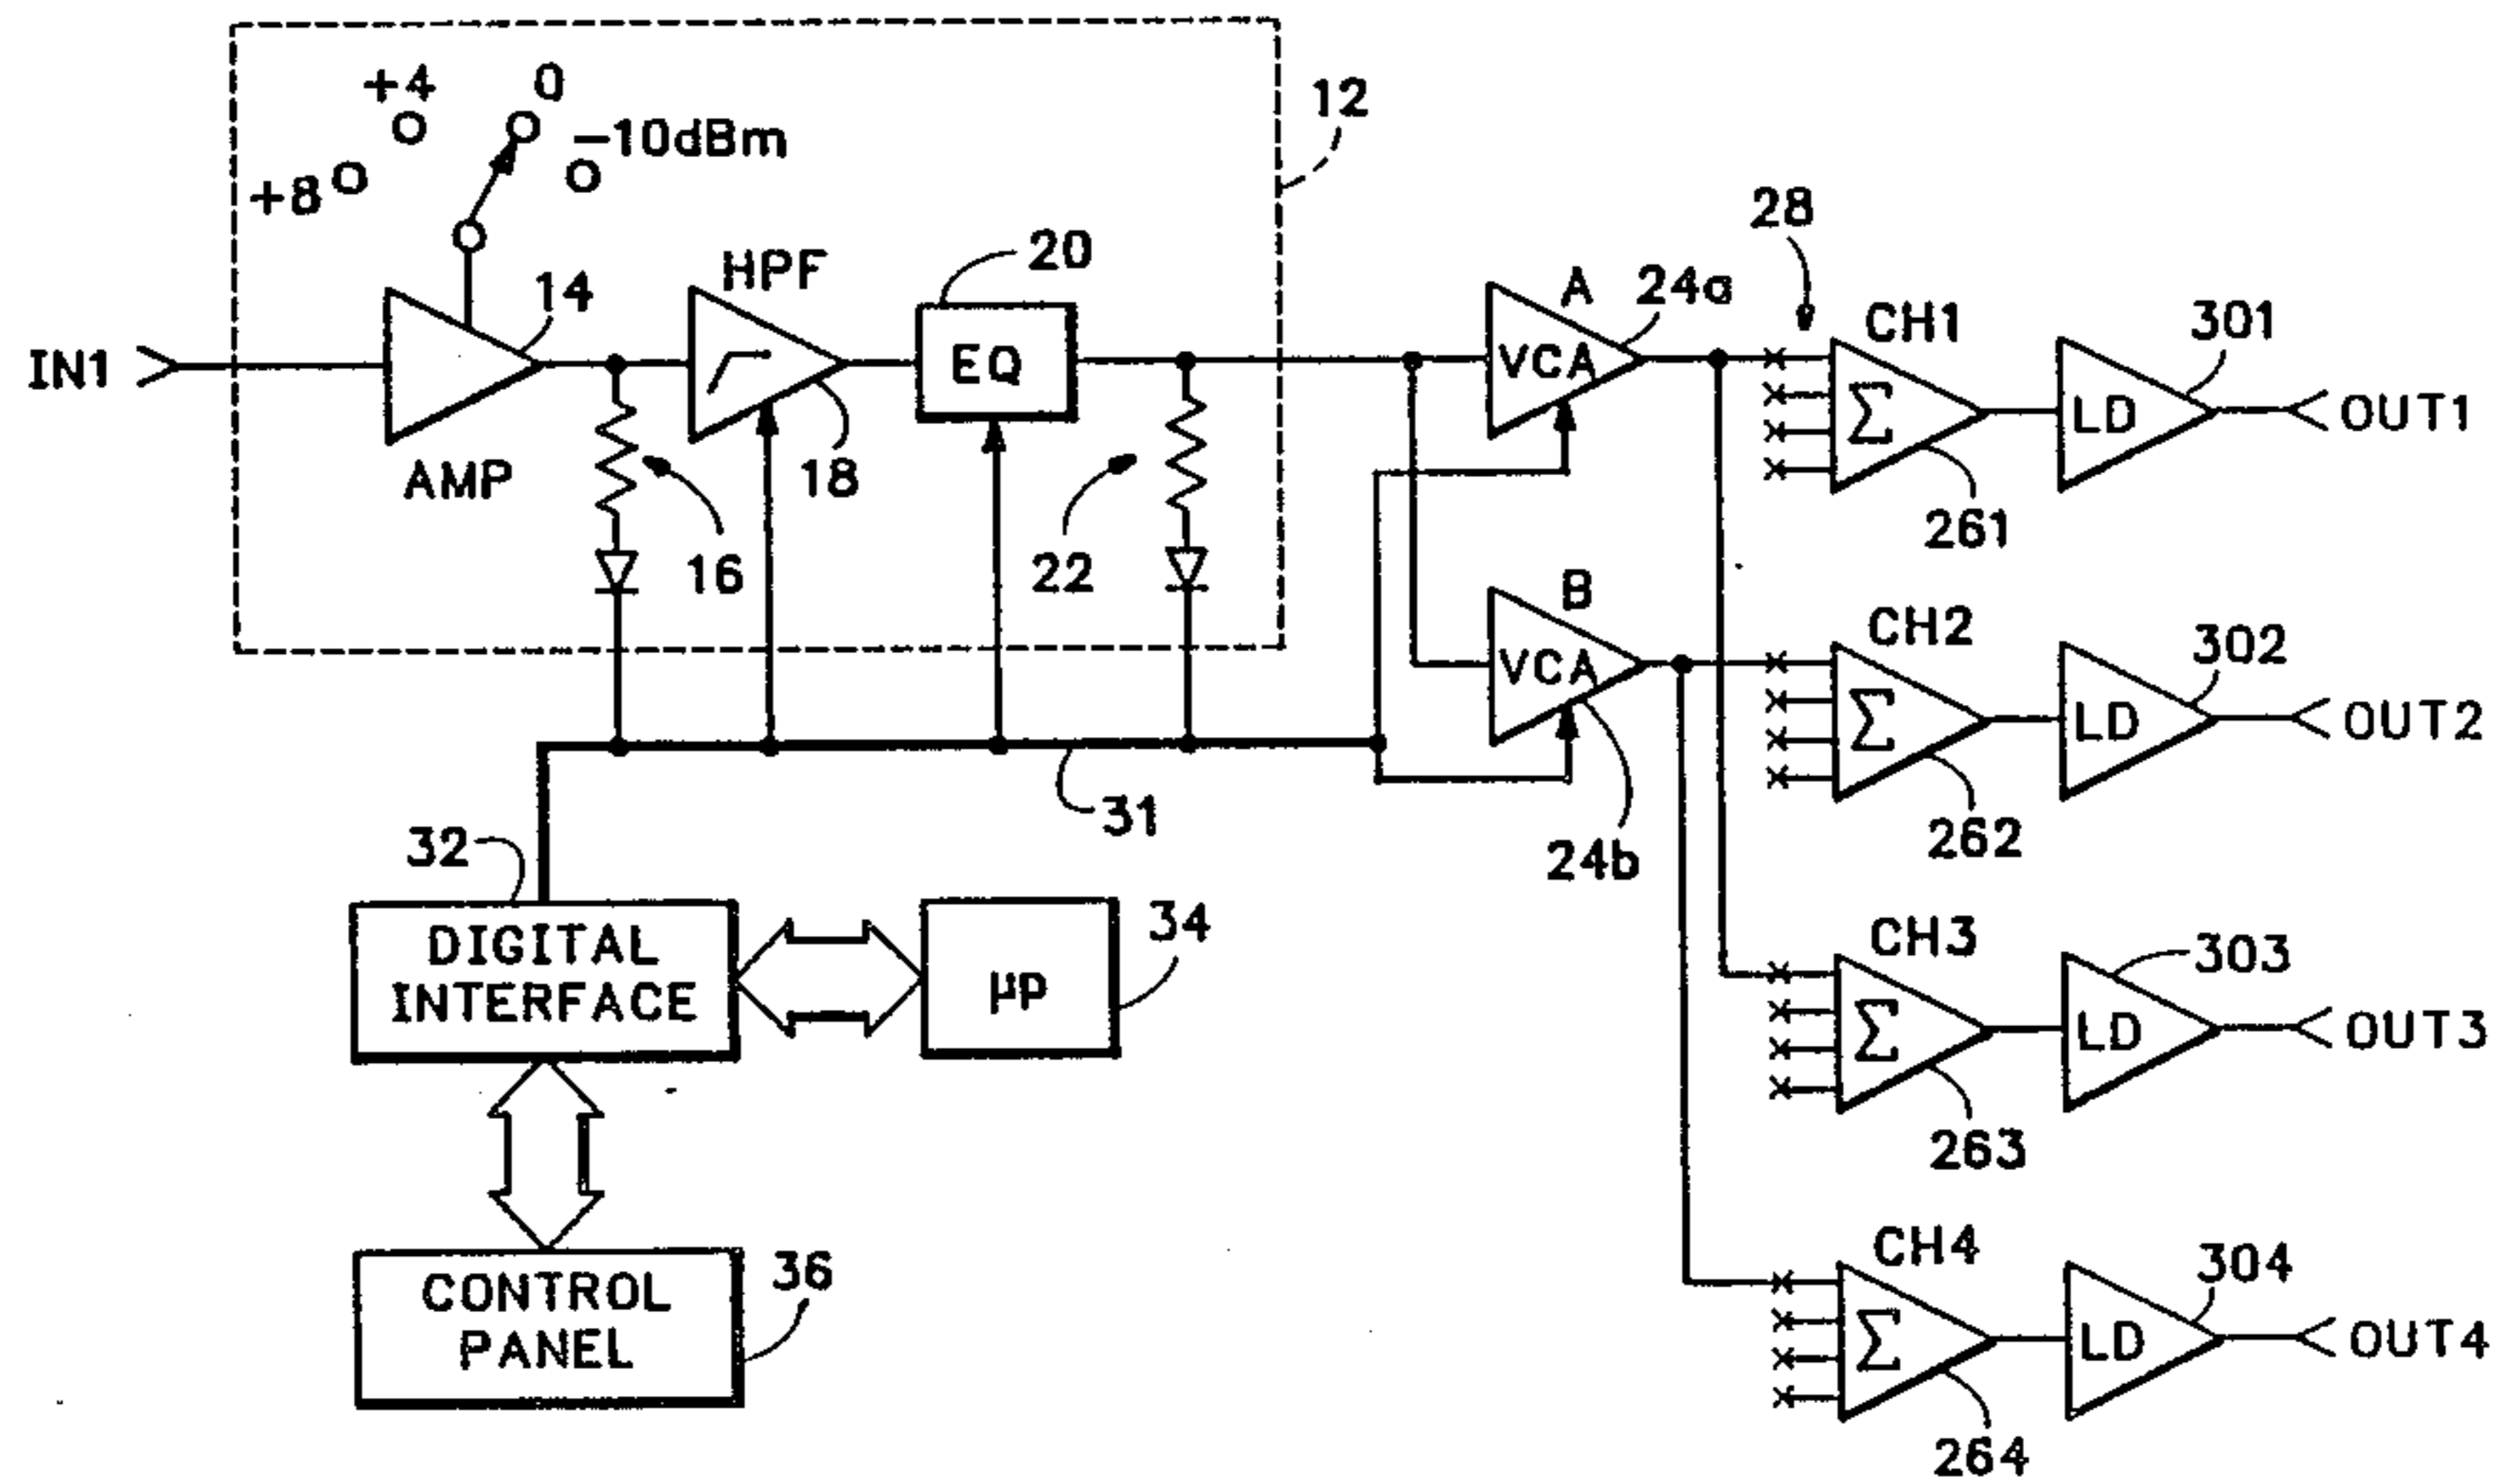 +4
0
-10dBm
+8
12
28
IN1
14
AMP
HPF
18
20
EQ
16
22
A
24a
VCA
B
VCA
24b
CH1
Σ
261
301
LD
OUT1
CH2
Σ
262
302
LD
OUT2
CH3
Σ
263
303
LD
OUT3
CH4
Σ
264
304
LD
OUT4
31
32
DIGITAL
INTERFACE
34
μp
36
CONTROL
PANEL